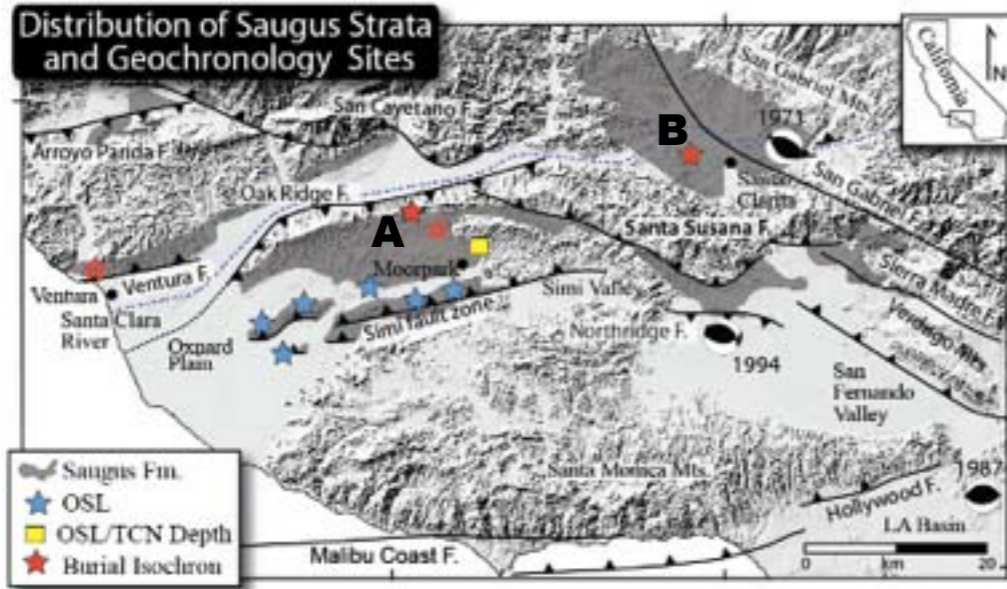 Distribution of Saugus Strata
and Geochronology Sites
California
N
San Gabriel Mts.
San Cayetano F.
1971
B
Arroyo Parida F.
Oak Ridge F.
Santa
Clarita
San Gabriel F.
A
Santa Susana F.
Moorpark
Ventura F.
Ventura
Santa Clara
River
Simi Valley
Sierra Madre F.
Simi fault zone
Northridge F.
Verdugo Mts.
Oxnard
Plain
1994
San
Fernando
Valley
Saugus Fm.
OSL
OSL/TCN Depth
Burial Isochron
Santa Monica Mts.
1987
Hollywood F.
LA Basin
Malibu Coast F.
0
20
km